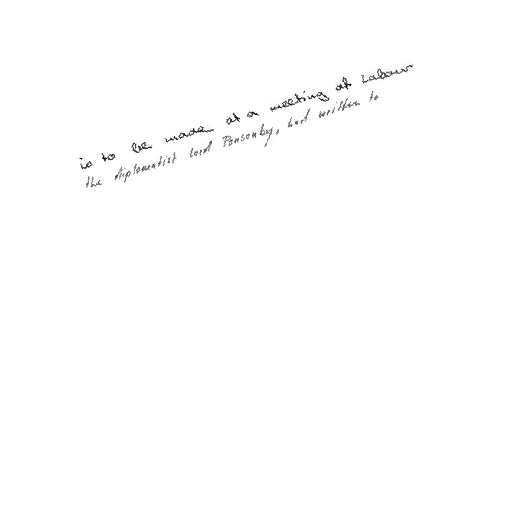 is to be made at a meeting of Labour
the diplomatist Lord Ponsonby, had written to